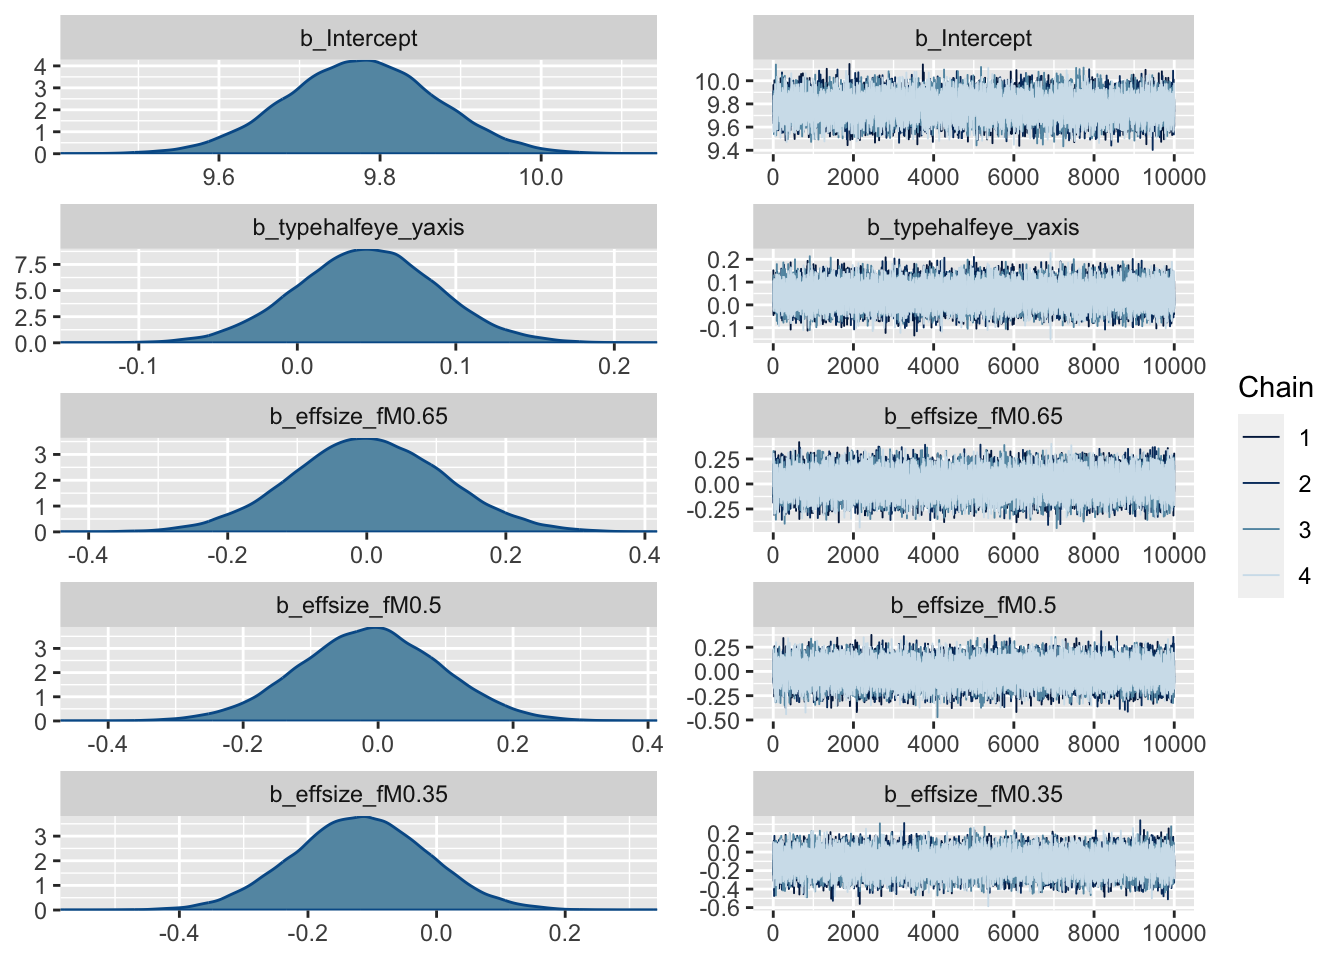 b_Intercept
4
3
2
1
0
9.6 9.8 10.0
b_Intercept
10.0
9.8
9.6
9.4
0 2000 4000 6000 8000 10000
b_typehalfeye_yaxis
7.5
5.0
2.5
0.0
-0.1 0.0 0.1 0.2
b_typehalfeye_yaxis
0.2
0.1
0.0
-0.1
0 2000 4000 6000 8000 10000
b_effsize_fM0.65
3
2
1
0
-0.4 -0.2 0.0 0.2 0.4
b_effsize_fM0.65
0.25
0.00
-0.25
0 2000 4000 6000 8000 10000
b_effsize_fM0.5
3
2
1
0
-0.4 -0.2 0.0 0.2 0.4
b_effsize_fM0.5
0.25
0.00
-0.25
-0.50
0 2000 4000 6000 8000 10000
b_effsize_fM0.35
3
2
1
0
-0.4 -0.2 0.0 0.2
b_effsize_fM0.35
0.2
0.0
-0.2
-0.4
-0.6
0 2000 4000 6000 8000 10000
Chain
1
2
3
4